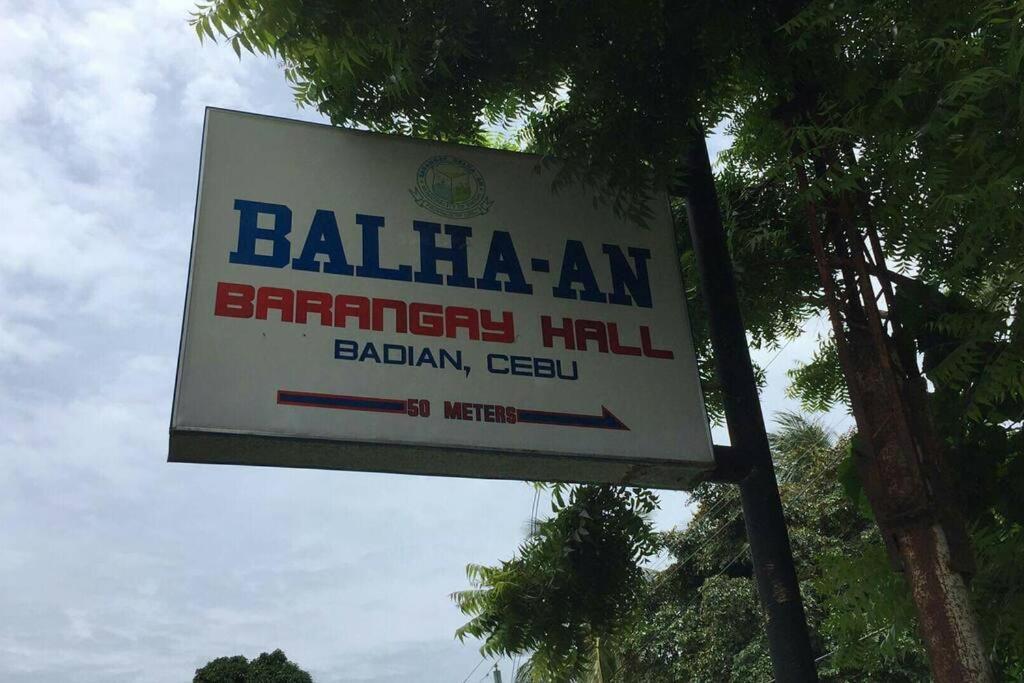 BALHA-AN
BARANGAY HALL
BADIAN, CEBU
50 METERS